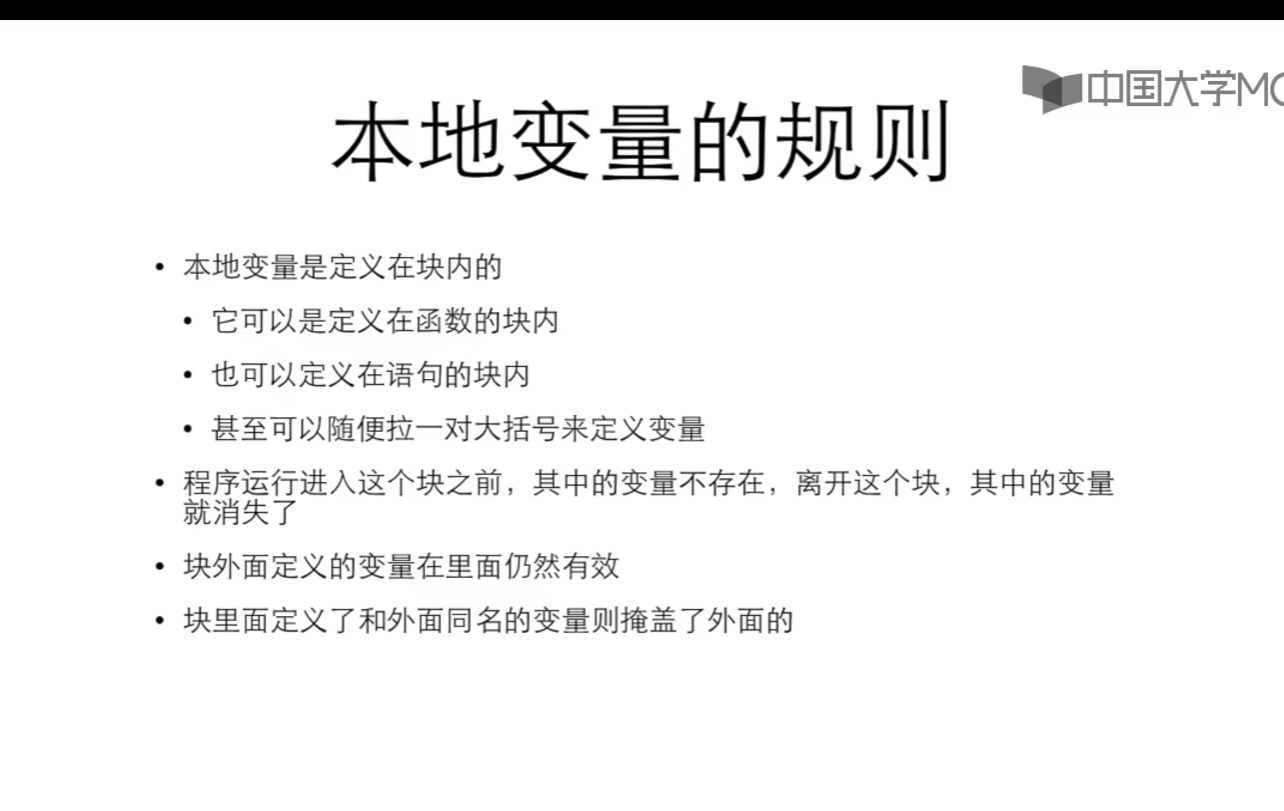 中国大学MO
本地变量的规则
• 本地变量是定义在块内的
• 它可以是定义在函数的块内
• 也可以定义在语句的块内
• 甚至可以随便拉一对大括号来定义变量
• 程序运行进入这个块之前，其中的变量不存在，离开这个块，其中的变量
就消失了
• 块外面定义的变量在里面仍然有效
• 块里面定义了和外面同名的变量则掩盖了外面的